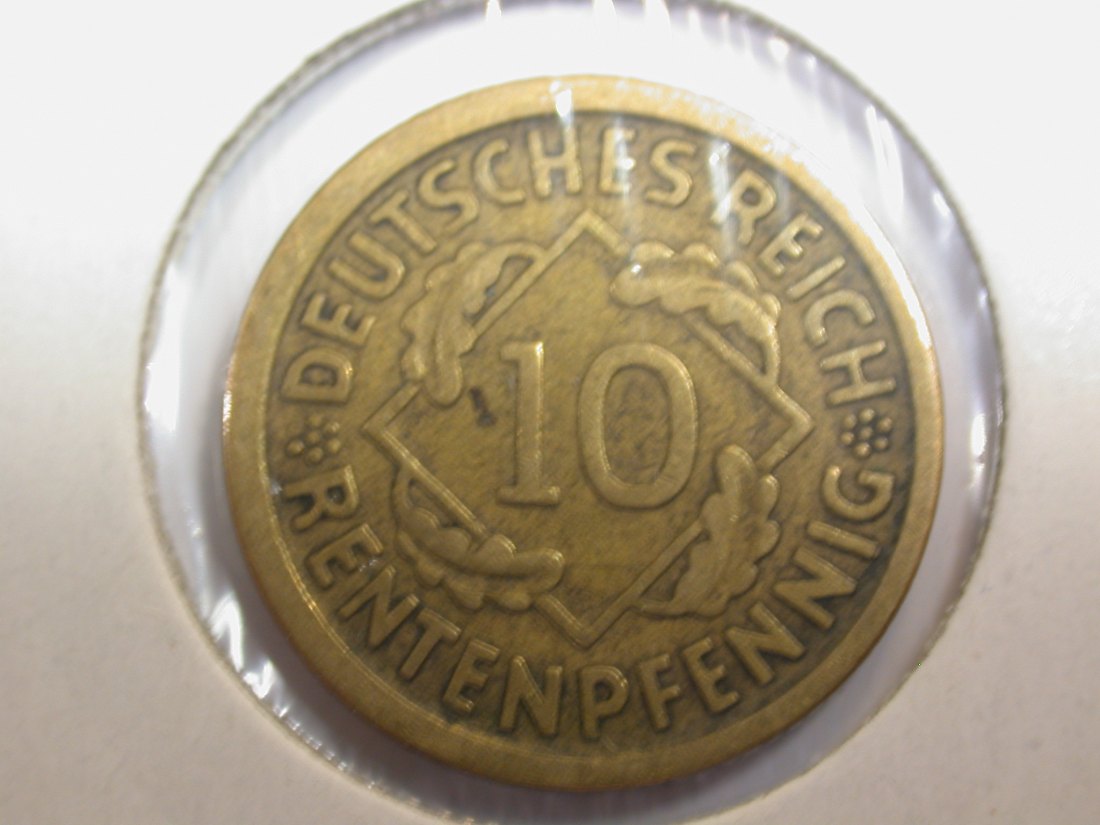 DEUTSCHES REICH
10
RENTENPFENNIG